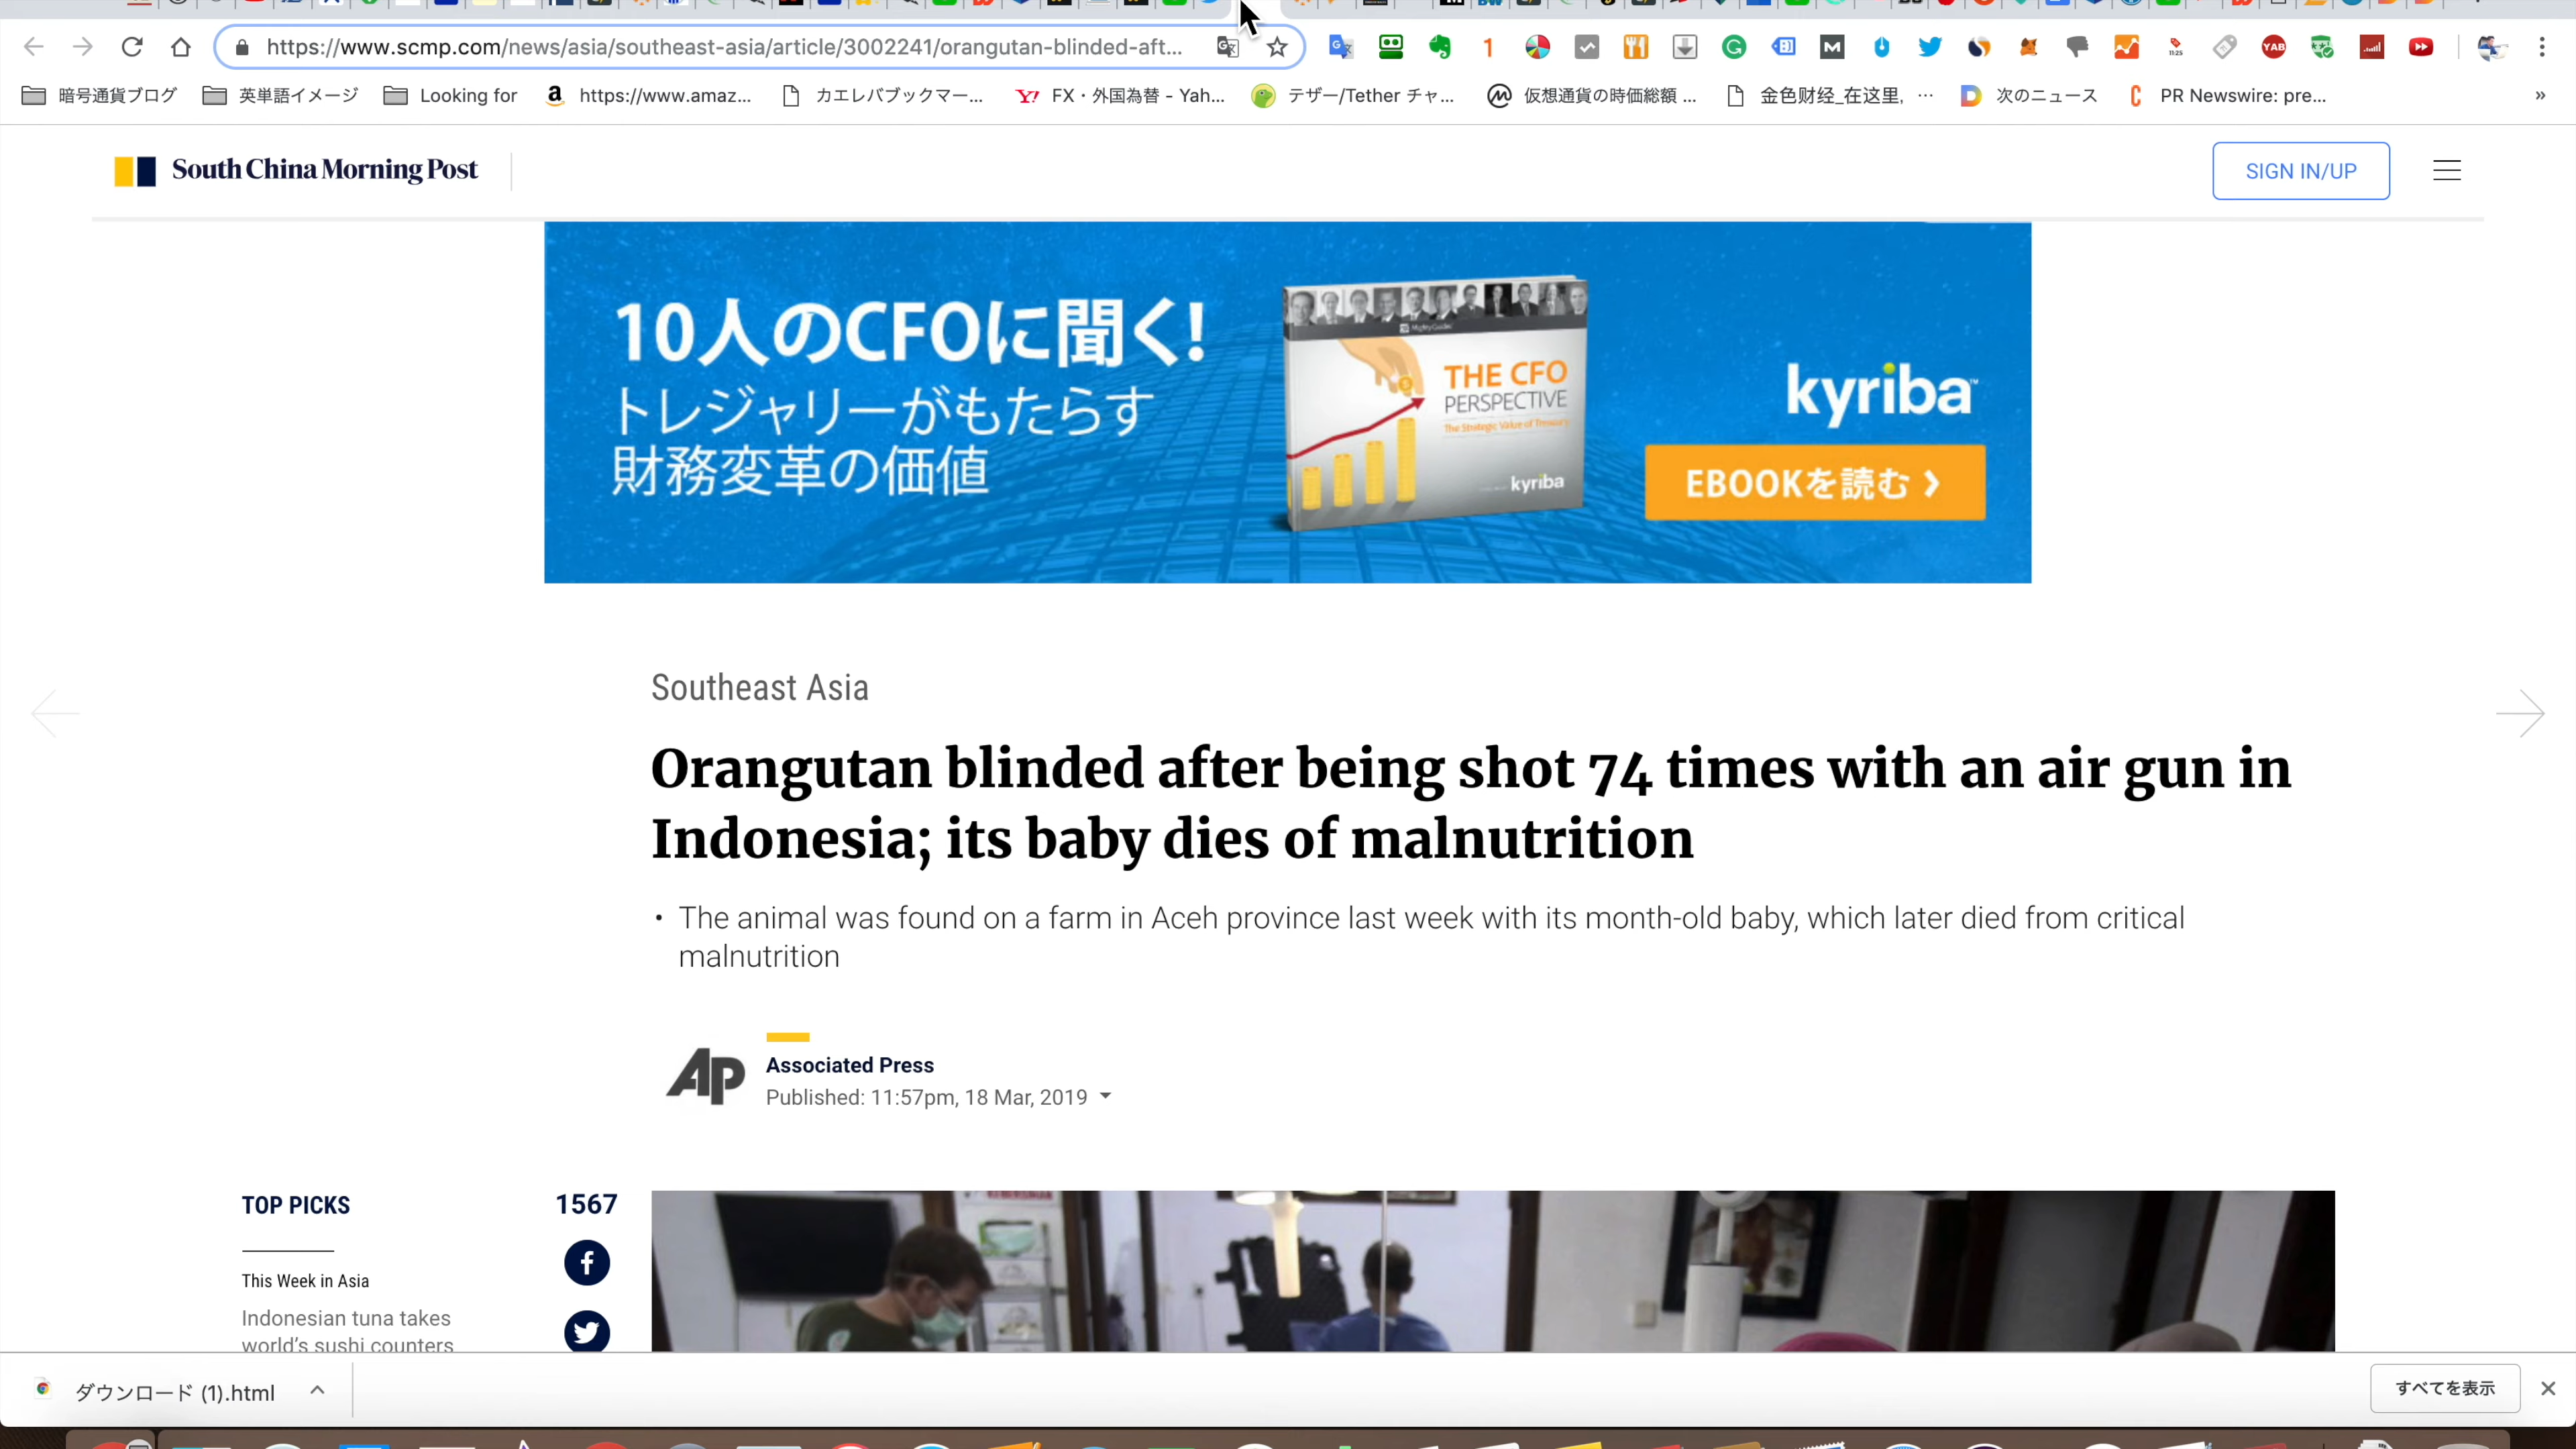 https://www.scmp.com/news/asia/southeast-asia/article/3002241/orangutan-blinded-aft...
暗号通貨ブログ 英単語イメージ Looking for https://www.amaz... カエレバブックマー... FX・外国為替 - Yah... テザー/Tether チャ... 仮想通貨の時価総額 ... 金色财经_在这里, ... 次のニュース PR Newswire: pre... »
South China Morning Post
SIGN IN/UP
10人のCFOに聞く!
トレジャリーがもたらす
財務変革の価値
THE CFO
PERSPECTIVE
The Strategic Value of Treasury
kyriba
kyriba
EBOOKを読む
Southeast Asia
Orangutan blinded after being shot 74 times with an air gun in
Indonesia; its baby dies of malnutrition
• The animal was found on a farm in Aceh province last week with its month-old baby, which later died from critical
malnutrition
AP
Associated Press
Published: 11:57pm, 18 Mar, 2019
TOP PICKS
1567
This Week in Asia
Indonesian tuna takes
world's sushi counters
ダウンロード (1).html
すべてを表示